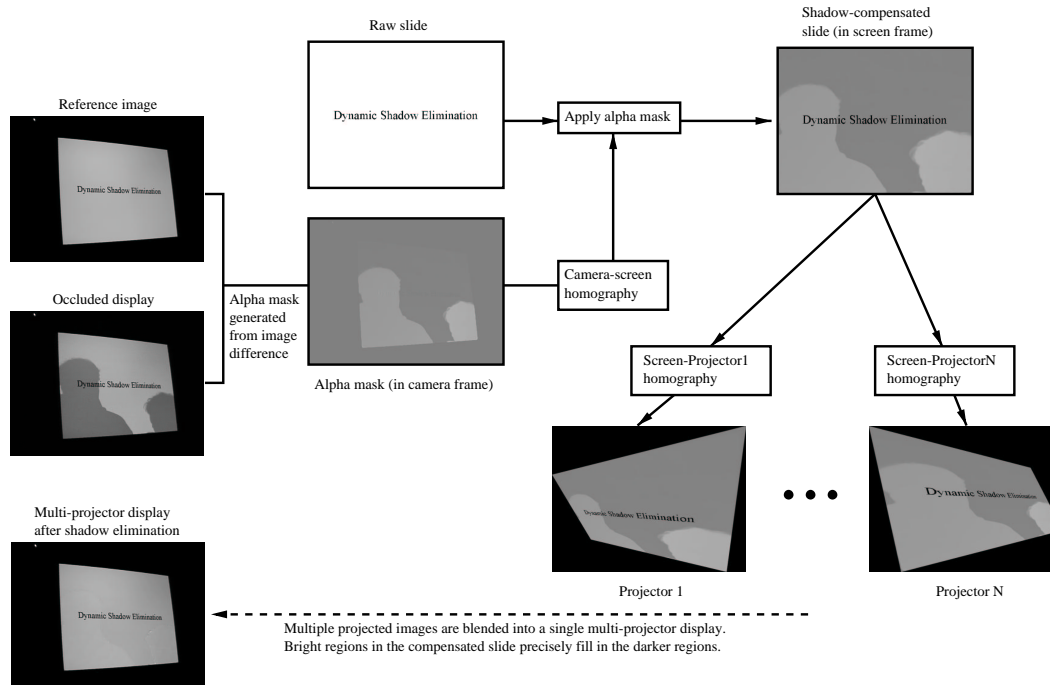 Raw slide
Dynamic Shadow Elimination
Shadow-compensated
slide (in screen frame)
Dynamic Shadow Elimination
Apply alpha mask
Reference image
Dynamic Shadow Elimination
Occluded display
Dynamic Shadow Elimination
Alpha mask
generated
from image
difference
Alpha mask (in camera frame)
Camera-screen
homography
Screen-Projector1
homography
Screen-ProjectorN
homography
Dynamic Shadow Elimination
Projector 1
Dynamic Shadow Elimination
Projector N
Multi-projector display
after shadow elimination
Dynamic Shadow Elimination
Multiple projected images are blended into a single multi-projector display.
Bright regions in the compensated slide precisely fill in the darker regions.